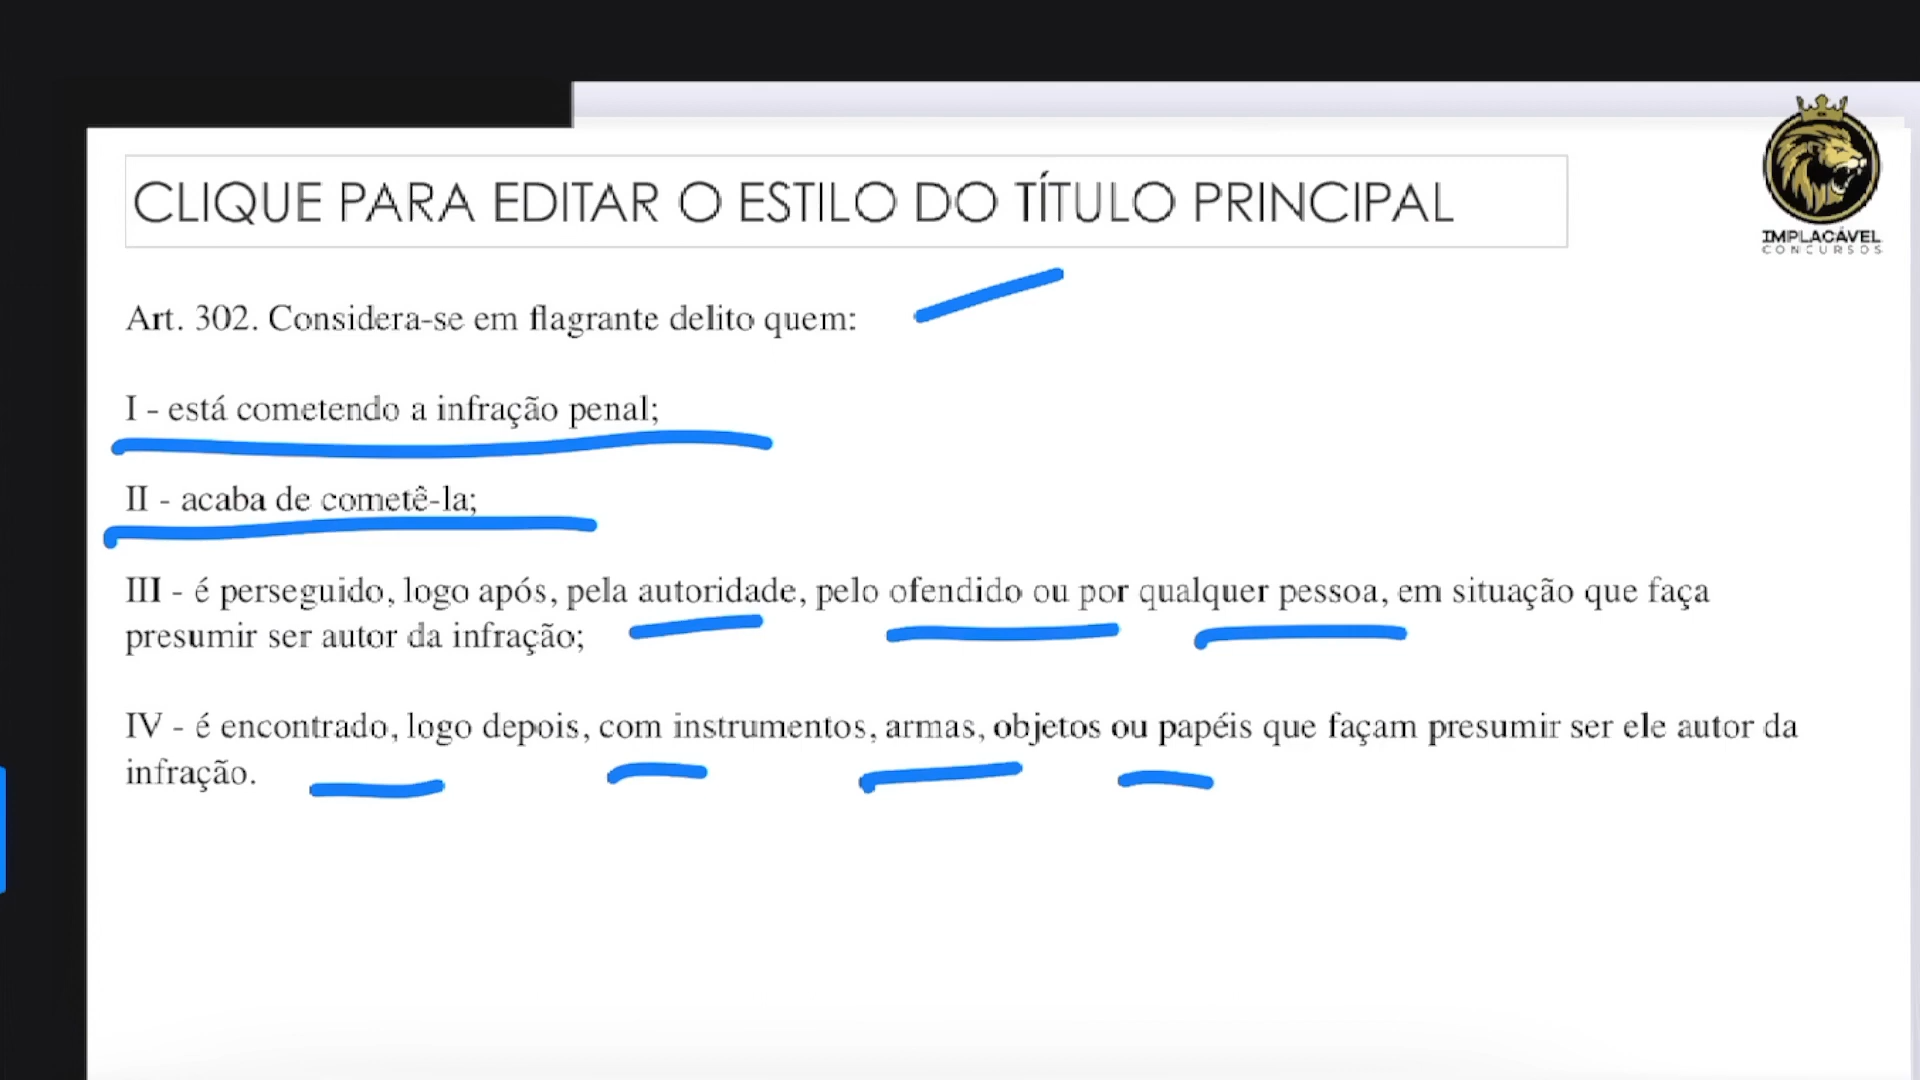 CLIQUE PARA EDITAR O ESTILO DO TÍTULO PRINCIPAL
IMPLACÁVEL
CONCURSOS
Art. 302. Considera-se em flagrante delito quem:
I - está cometendo a infração penal;
II - acaba de cometê-la;
III - é perseguido, logo após, pela autoridade, pelo ofendido ou por qualquer pessoa, em situação que faça
presumir ser autor da infração;
IV - é encontrado, logo depois, com instrumentos, armas, objetos ou papéis que façam presumir ser ele autor da
infração.